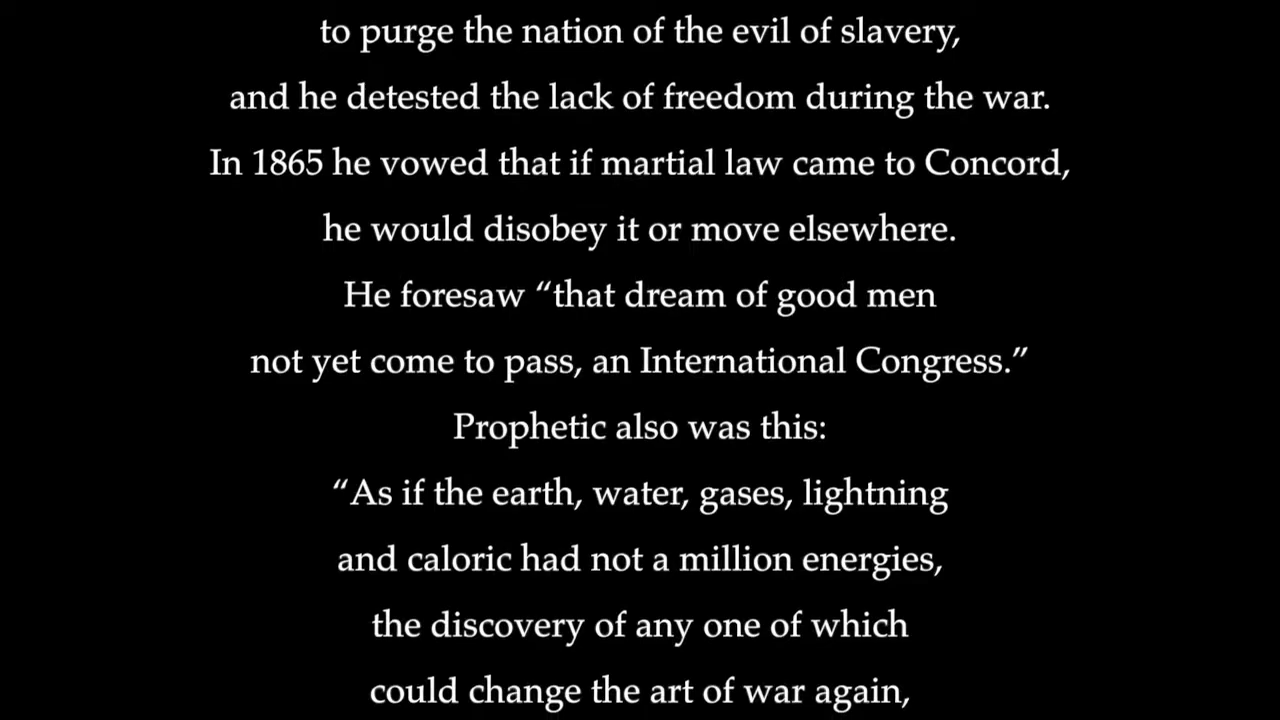 to purge the nation of the evil of slavery,
and he detested the lack of freedom during the war.
In 1865 he vowed that if martial law came to Concord,
he would disobey it or move elsewhere.
He foresaw “that dream of good men
not yet come to pass, an International Congress.”
Prophetic also was this:
“As if the earth, water, gases, lightning
and caloric had not a million energies,
the discovery of any one of which
could change the art of war again,